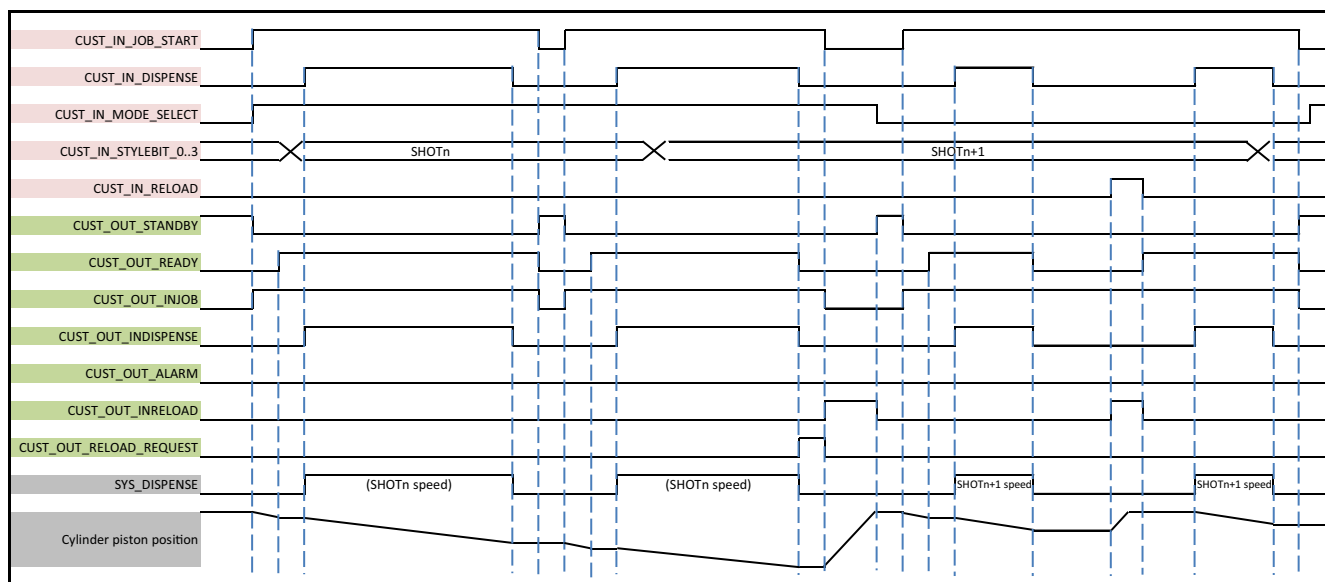 CUST_IN_JOB_START
CUST_IN_DISPENSE
CUST_IN_MODE_SELECT
CUST_IN_STYLEBIT_0..3
SHOTn
SHOTn+1
CUST_IN_RELOAD
CUST_OUT_STANDBY
CUST_OUT_READY
CUST_OUT_INJOB
CUST_OUT_INDISPENSE
CUST_OUT_ALARM
CUST_OUT_INRELOAD
CUST_OUT_RELOAD_REQUEST
SYS_DISPENSE
(SHOTn speed)
(SHOTn speed)
SHOTn+1 speed)
SHOTn+1 speed)
Cylinder piston position